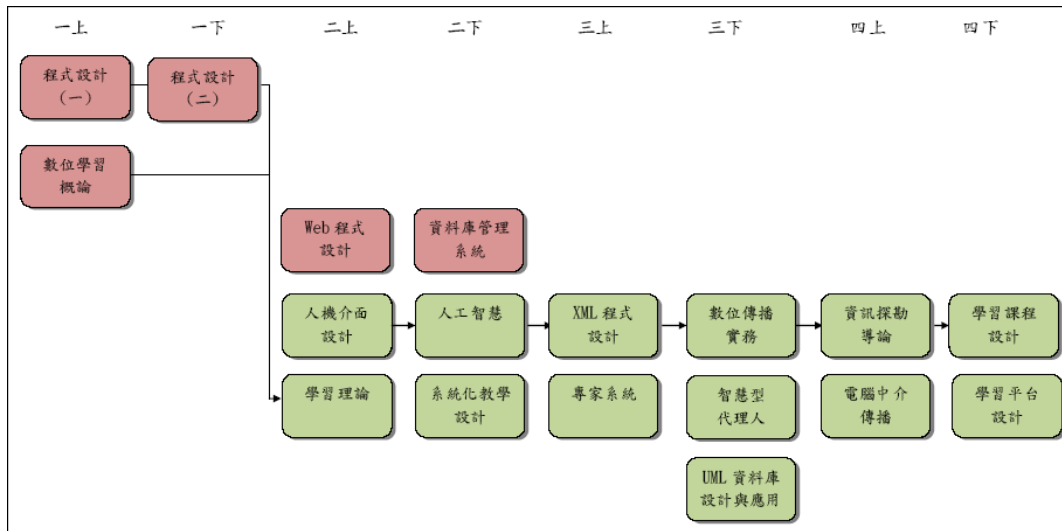 一上 一下 二上 二下 三上 三下 四上 四下
程式設計
(一)
程式設計
(二)
數位學習
概論
Web 程式
設計
資料庫管理
系統
人機介面
設計
人工智慧
XML 程式
設計
數位傳播
實務
資訊探勘
導論
學習課程
設計
學習理論
系統化教學
設計
專家系統
智慧型
代理人
電腦中介
傳播
學習平台
設計
UML 資料庫
設計與應用